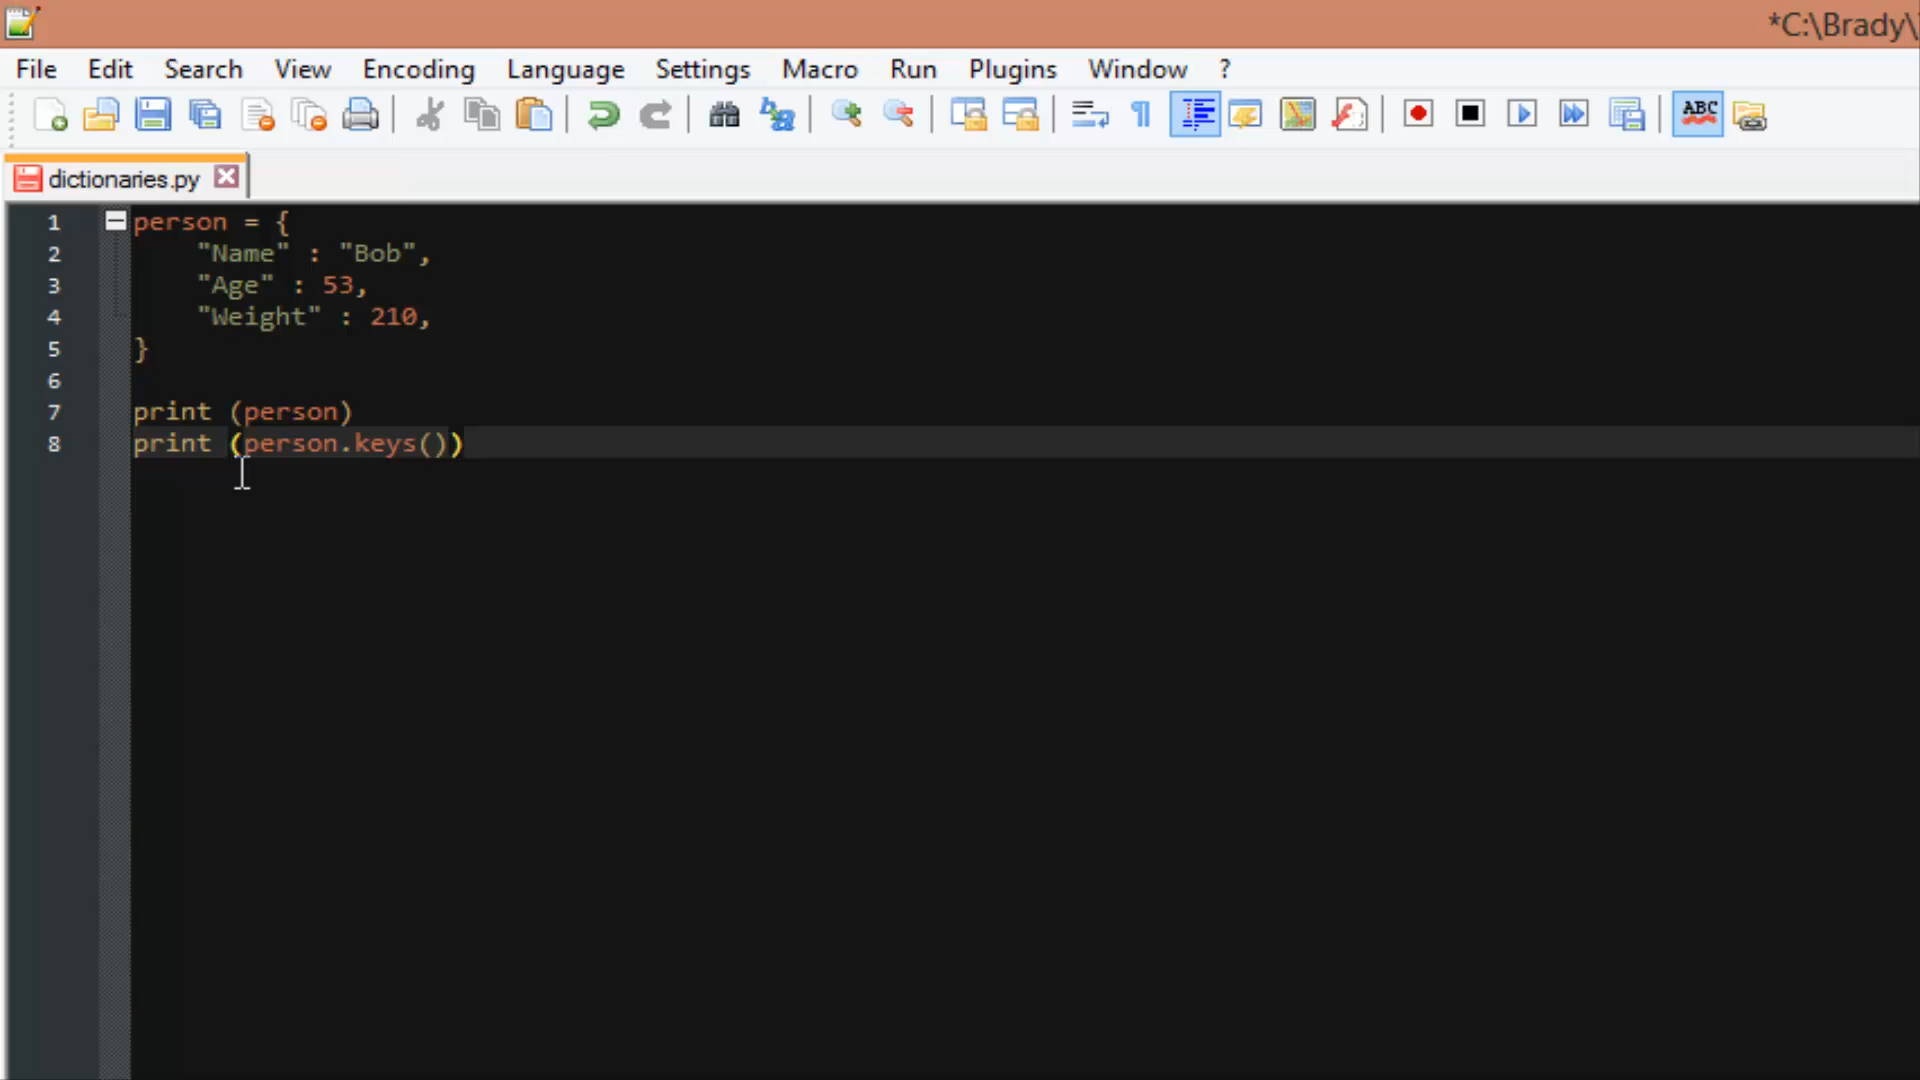 *C:\Brady\
File Edit Search View Encoding Language Settings Macro Run Plugins Window ?
ABC
dictionaries.py
1 person = {
2 "Name" : "Bob",
3 "Age" : 53,
4 "Weight" : 210,
5 }
6
7 print (person)
8 print (person.keys())